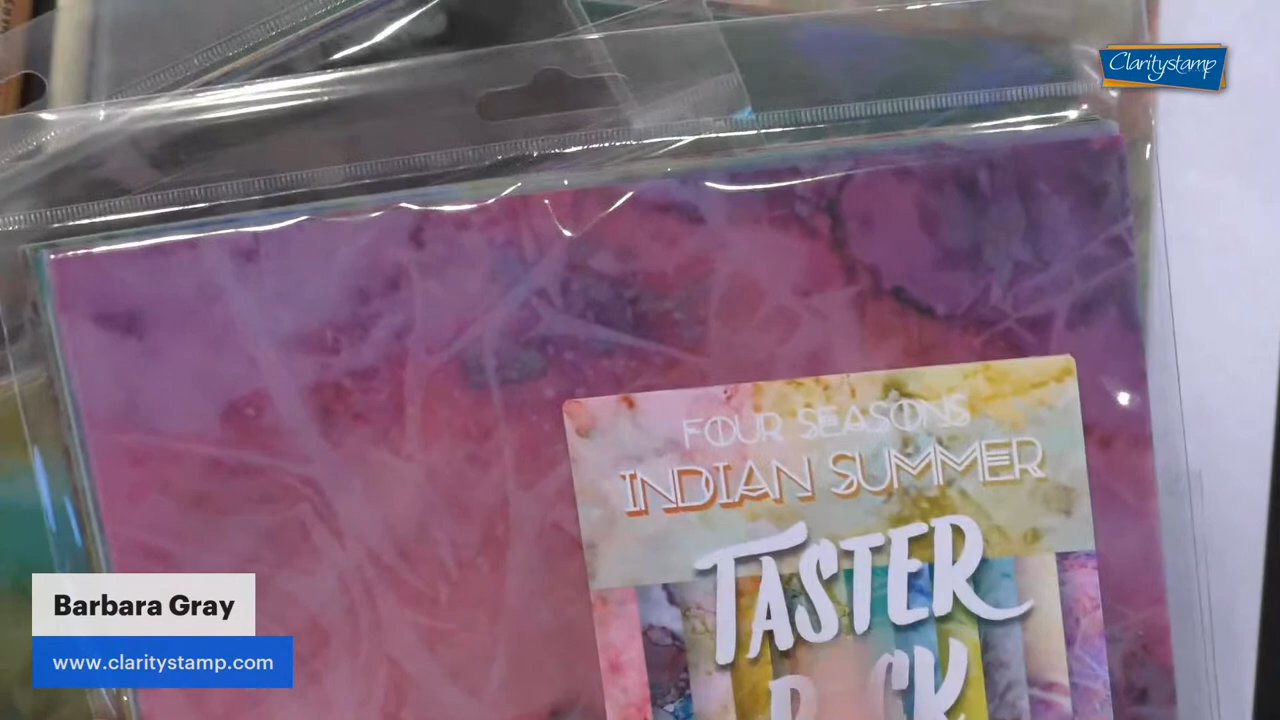 Claritystamp
FOUR SEASONS
INDIAN SUMMER
TASTER
Barbara Gray
www.claritystamp.com